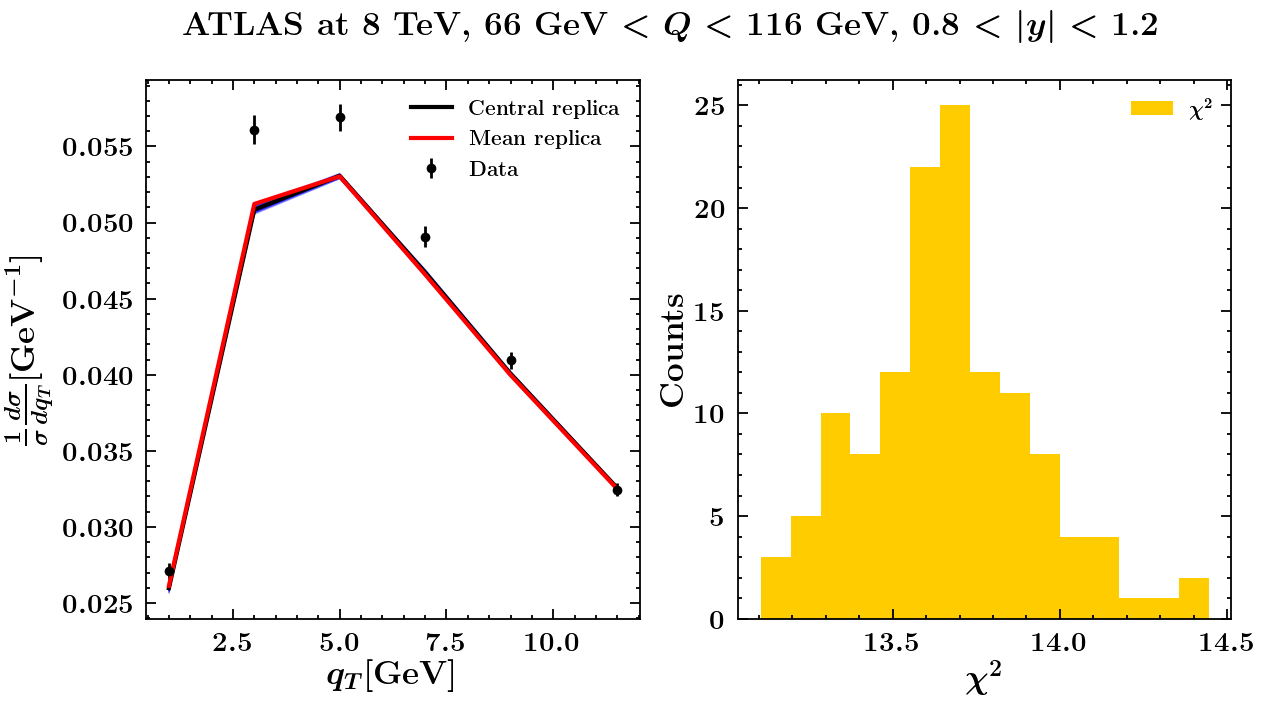 ATLAS at 8 TeV, 66 GeV < Q < 116 GeV, 0.8 < |y| < 1.2
1/σ dσ/dq_T [GeV⁻¹]
0.055
0.050
0.045
0.040
0.035
0.030
0.025
Central replica
Mean replica
Data
2.5 5.0 7.5 10.0
q_T[GeV]
Counts
25
20
15
10
5
0
χ²
13.5 14.0 14.5
χ²